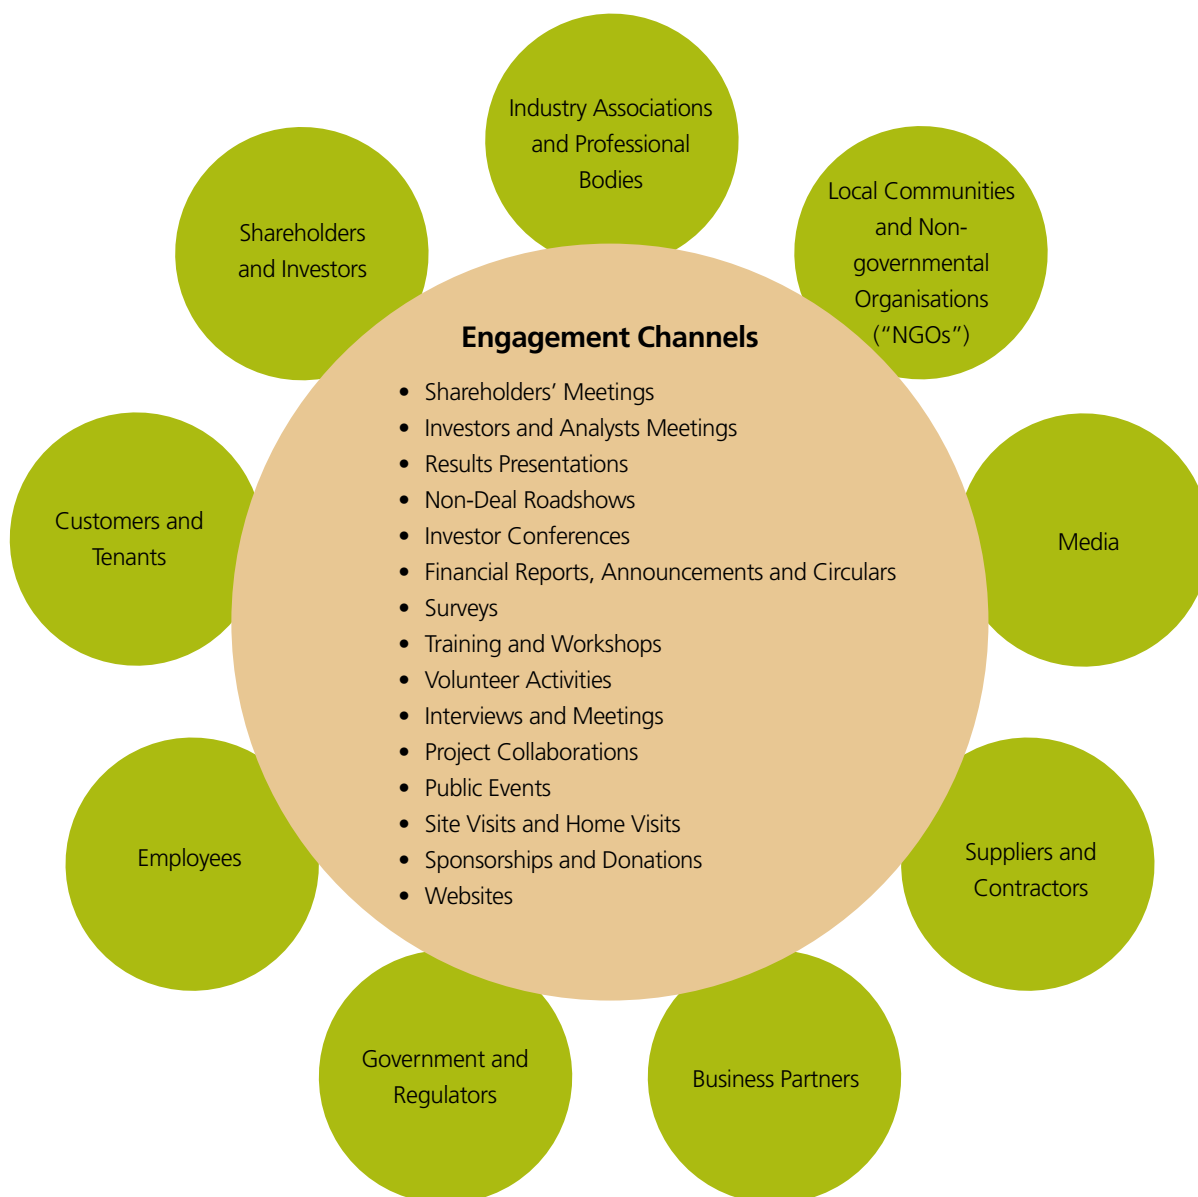 Industry Associations
and Professional
Bodies
Local Communities
and Non-
governmental
Organisations
(“NGOs”)
Shareholders
and Investors
Engagement Channels
• Shareholders’ Meetings
• Investors and Analysts Meetings
• Results Presentations
• Non-Deal Roadshows
• Investor Conferences
• Financial Reports, Announcements and Circulars
• Surveys
• Training and Workshops
• Volunteer Activities
• Interviews and Meetings
• Project Collaborations
• Public Events
• Site Visits and Home Visits
• Sponsorships and Donations
• Websites
Customers and
Tenants
Media
Employees
Suppliers and
Contractors
Government and
Regulators
Business Partners